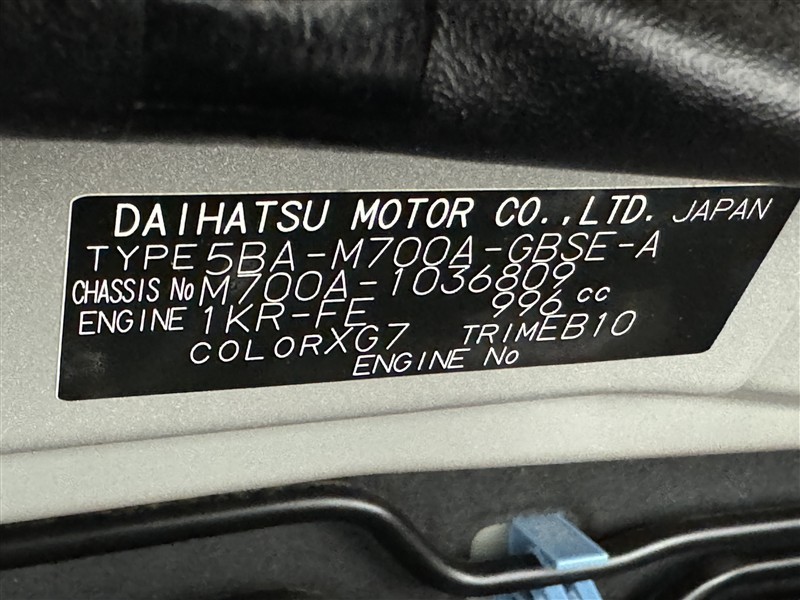 DAIHATSU MOTOR CO.,LTD. JAPAN
TYPE 5BA-M700A-GBSE-A
CHASSIS No M700A-1036809
ENGINE 1KR-FE 996 cc
COLOR XG7 TRIM EB10
ENGINE No